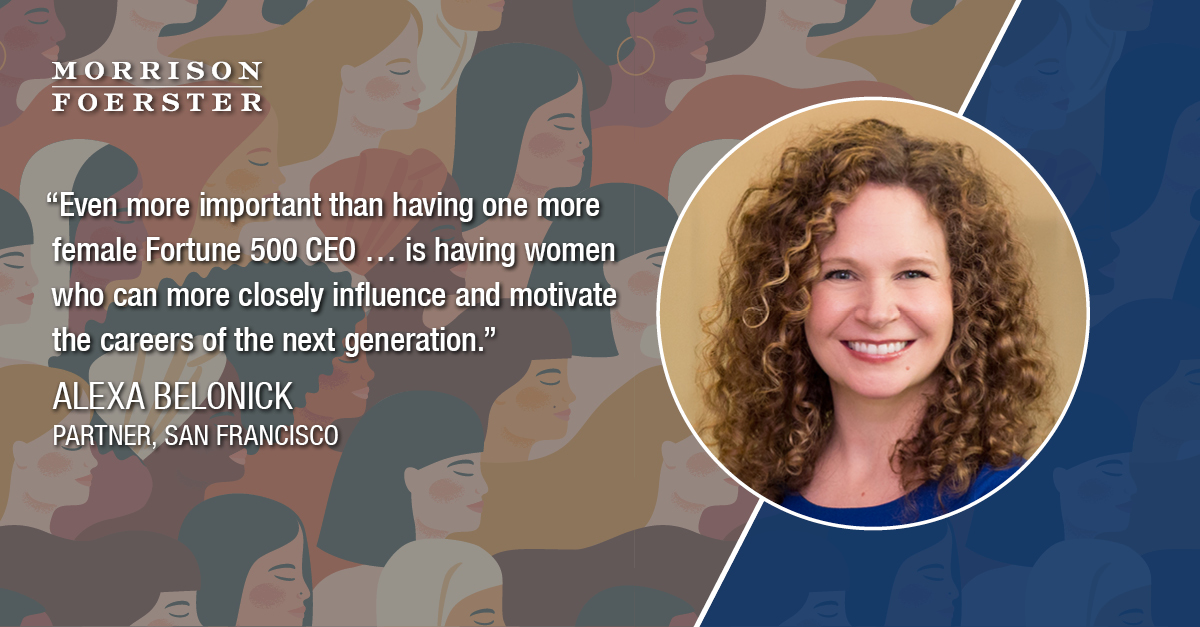 MORRISON
FOERSTER
“Even more important than having one more
female Fortune 500 CEO … is having women
who can more closely influence and motivate
the careers of the next generation.”
ALEXA BELONICK
PARTNER, SAN FRANCISCO